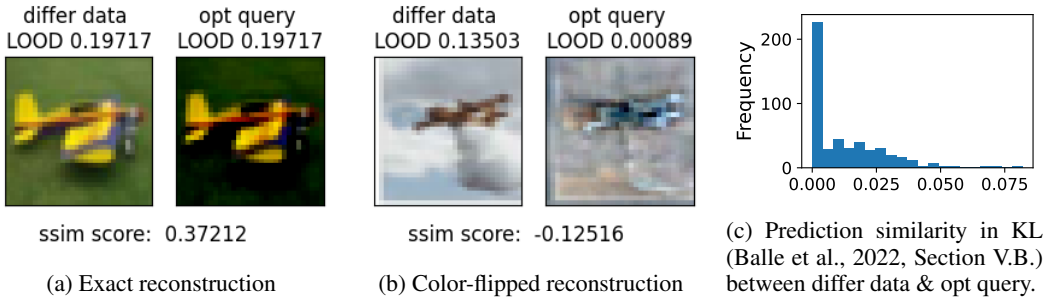 differ data
LOOD 0.19717
opt query
LOOD 0.19717
ssim score: 0.37212
(a) Exact reconstruction
differ data
LOOD 0.13503
opt query
LOOD 0.00089
ssim score: -0.12516
(b) Color-flipped reconstruction
Frequency
200
100
0
0.000
0.025
0.050
0.075
(c) Prediction similarity in KL
(Balle et al., 2022, Section V.B.)
between differ data & opt query.